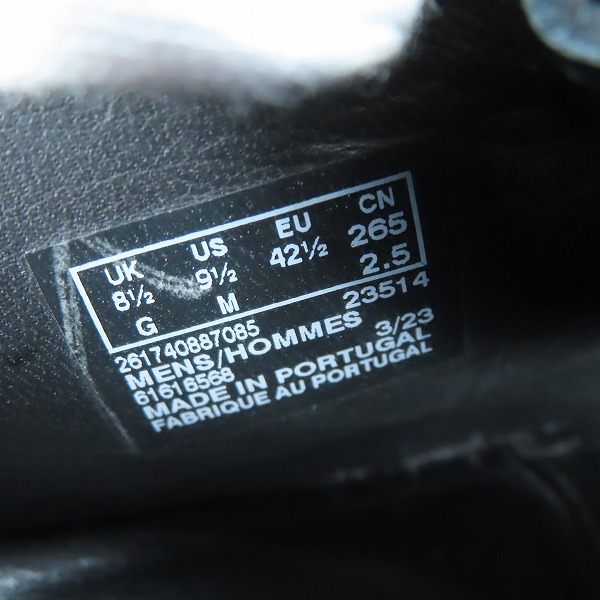 UK US EU CN
8½ 9½ 42½ 265
G M 2.5
261740887085 23514
MENS/HOMMES 3/23
61616568
MADE IN PORTUGAL
FABRIQUE AU PORTUGAL